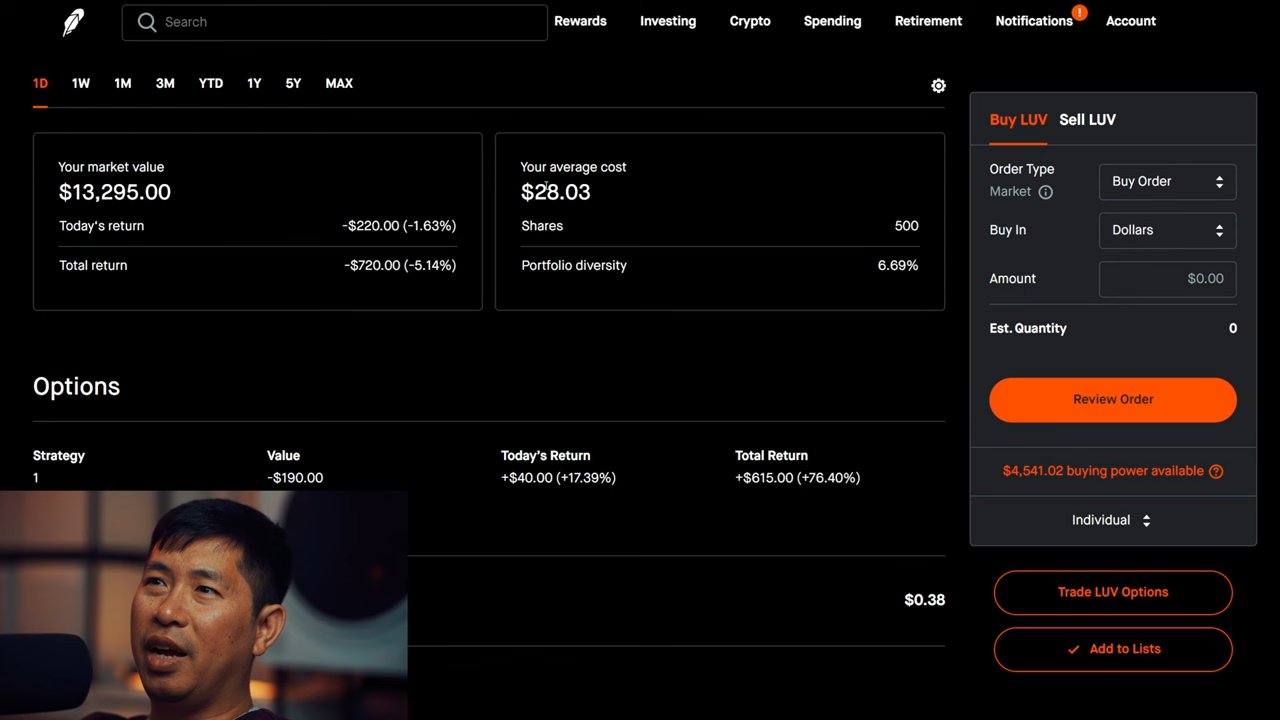 Search
Rewards Investing Crypto Spending Retirement Notifications ! Account
1D 1W 1M 3M YTD 1Y 5Y MAX
Your market value
$13,295.00
Today's return -$220.00 (-1.63%)
Total return -$720.00 (-5.14%)
Your average cost
$28.03
Shares 500
Portfolio diversity 6.69%
Buy LUV Sell LUV
Order Type
Market
Buy Order
Buy In Dollars
Amount $0.00
Est. Quantity 0
Review Order
$4,541.02 buying power available
Individual
Trade LUV Options
Add to Lists
Options
Strategy Value Today's Return Total Return
1 -$190.00 +$40.00 (+17.39%) +$615.00 (+76.40%)
$0.38